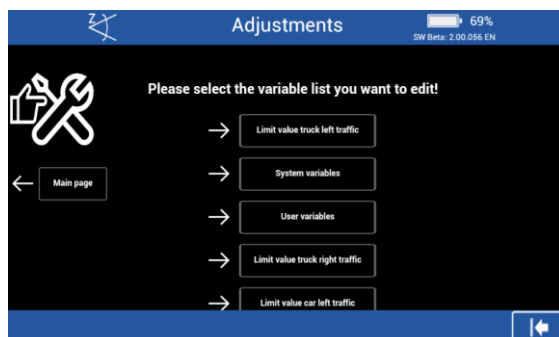 Adjustments
69%
SW Beta: 2.00.056 EN
Please select the variable list you want to edit!
Limit value truck left traffic
System variables
Main page
User variables
Limit value truck right traffic
Limit value car left traffic